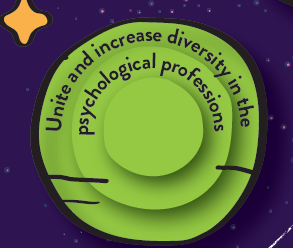 Unite and increase diversity in the
psychological professions